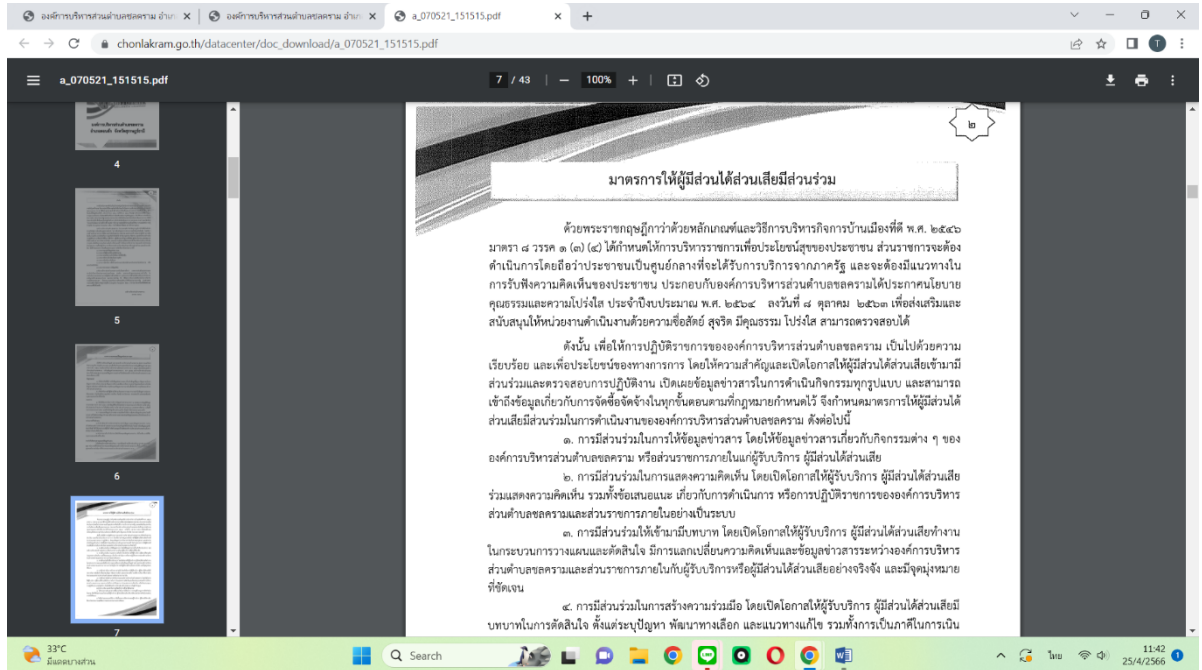 องค์การบริหารส่วนตำบลชลคราม อำเภ
องค์การบริหารส่วนตำบลชลคราม อำเภ
a_070521_151515.pdf
chonlakram.go.th/datacenter/doc_download/a_070521_151515.pdf
T
a_070521_151515.pdf
7 / 43
100%
4
5
6
7
๒
มาตรการให้ผู้มีส่วนได้ส่วนเสียมีส่วนร่วม
ด้วยพระราชกฤษฎีกาว่าด้วยหลักเกณฑ์และวิธีการบริหารกิจการบ้านเมืองที่ดี พ.ศ. ๒๕๔๖
มาตรา ๘ วรรค ๑ (๓) (๔) ได้กำหนดให้การบริหารราชการเพื่อประโยชน์สุขของประชาชน ส่วนราชการจะต้อง
ดำเนินการโดยถือว่าประชาชนเป็นศูนย์กลางที่จะได้รับการบริการจากภาครัฐ และจะต้องมีแนวทางใน
การรับฟังความคิดเห็นของประชาชน ประกอบกับองค์การบริหารส่วนตำบลชลครามได้ประกาศนโยบาย
คุณธรรมและความโปร่งใส ประจำปีงบประมาณ พ.ศ. ๒๕๖๔ ลงวันที่ ๘ ตุลาคม ๒๕๖๓ เพื่อส่งเสริมและ
สนับสนุนให้หน่วยงานดำเนินงานด้วยความซื่อสัตย์ สุจริต มีคุณธรรม โปร่งใส สามารถตรวจสอบได้
ดังนั้น เพื่อให้การปฏิบัติราชการขององค์การบริหารส่วนตำบลชลคราม เป็นไปด้วยความ
เรียบร้อย และเพื่อประโยชน์ของทางการการ โดยให้ความสำคัญและเปิดโอกาสให้ผู้มีส่วนได้ส่วนเสียเข้ามามี
ส่วนร่วมและตรวจสอบการปฏิบัติงาน เปิดเผยข้อมูลข่าวสารในการดำเนินกิจกรรมทุกรูปแบบ และสามารถ
เข้าถึงข้อมูลเกี่ยวกับการจัดซื้อจัดจ้างในทุกขั้นตอนตามที่กฎหมายกำหนดไว้ จึงกำหนดมาตรการให้ผู้มีส่วนได้
ส่วนเสียมีส่วนร่วมในการดำเนินงานขององค์การบริหารส่วนตำบลชลคราม ดังต่อไปนี้
๑. การมีส่วนร่วมในการให้ข้อมูลข่าวสาร โดยให้ข้อมูลข่าวสารเกี่ยวกับกิจกรรมต่าง ๆ ของ
องค์การบริหารส่วนตำบลชลคราม หรือส่วนราชการภายในแก่ผู้รับบริการ ผู้มีส่วนได้ส่วนเสีย
๒. การมีส่วนร่วมในการแสดงความคิดเห็น โดยเปิดโอกาสให้ผู้รับบริการ ผู้มีส่วนได้ส่วนเสีย
ร่วมแสดงความคิดเห็น รวมทั้งข้อเสนอแนะ เกี่ยวกับการดำเนินการ หรือการปฏิบัติราชการขององค์การบริหาร
ส่วนตำบลชลครามและส่วนราชการภายในอย่างเป็นระบบ
๓. การมีส่วนร่วมให้เข้ามามีบทบาท โดยเปิดโอกาสให้ผู้รับบริการ ผู้มีส่วนได้ส่วนเสียทำงาน
ในกระบวนการวางแผนและตัดสินใจ มีการแลกเปลี่ยนความคิดเห็นและข้อมูลข่าวสารระหว่างองค์การบริหาร
ส่วนตำบลชลครามและส่วนราชการภายในกับผู้รับบริการหรือผู้มีส่วนได้ส่วนเสียอย่างจริงจัง และมีจุดมุ่งหมาย
ที่ชัดเจน
๔. การมีส่วนร่วมในการสร้างความร่วมมือ โดยเปิดโอกาสให้ผู้รับบริการ ผู้มีส่วนได้ส่วนเสียมี
บทบาทในการตัดสินใจ ตั้งแต่ระบุปัญหา พัฒนาทางเลือก และแนวทางแก้ไข รวมทั้งการเป็นภาคีในการเนิน
33°C
มีแดดบางส่วน
Search
ไทย
11:42
25/4/2566
1